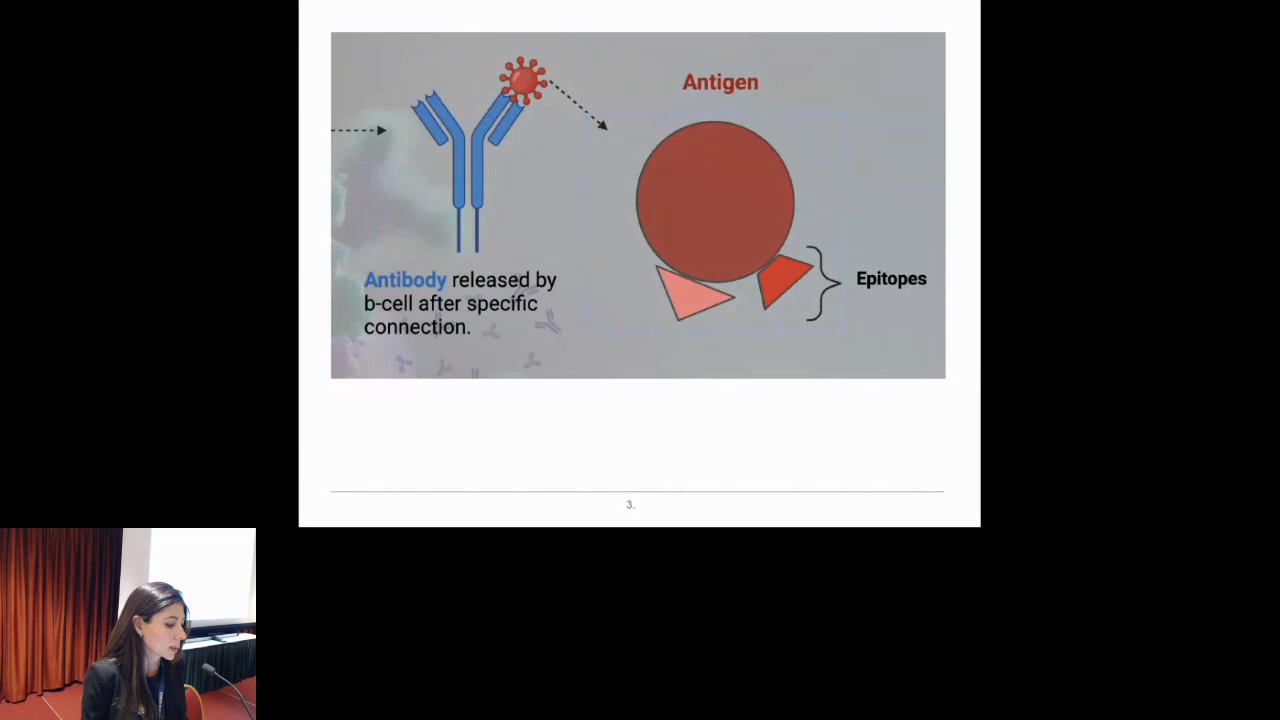 Antigen
Antibody released by
b-cell after specific
connection.
Epitopes
3.